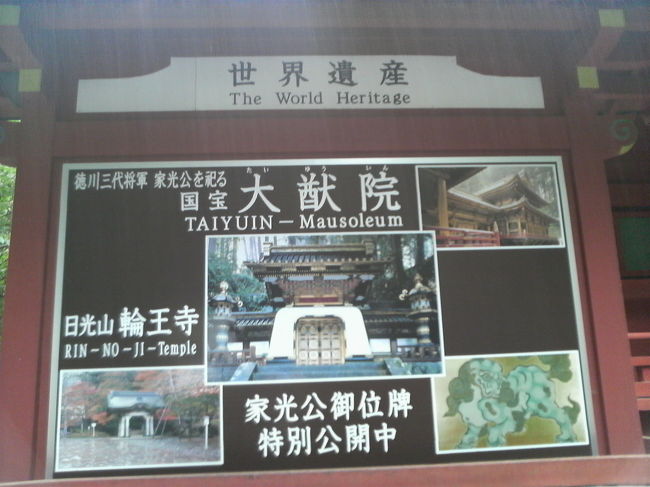 世界遺産
The World Heritage
徳川三代将軍 家光公を祀る
たい ゆう いん
国宝 大猷院
TAIYUIN－Mausoleum
日光山 輪王寺
RIN－NO－JI－Temple
家光公御位牌
特別公開中